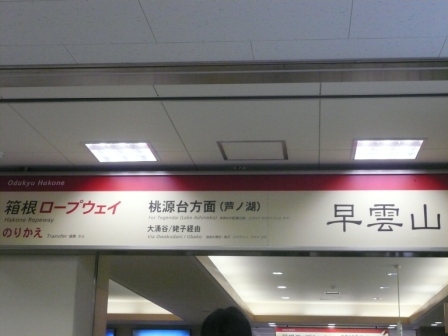 Odakyu Hakone
箱根ロープウェイ
Hakone Ropeway
のりかえ Transfer
桃源台方面(芦ノ湖)
For Togendai (Lake Ashinoko)
大涌谷/姥子経由
Via Owakudani / Ubako
早雲山